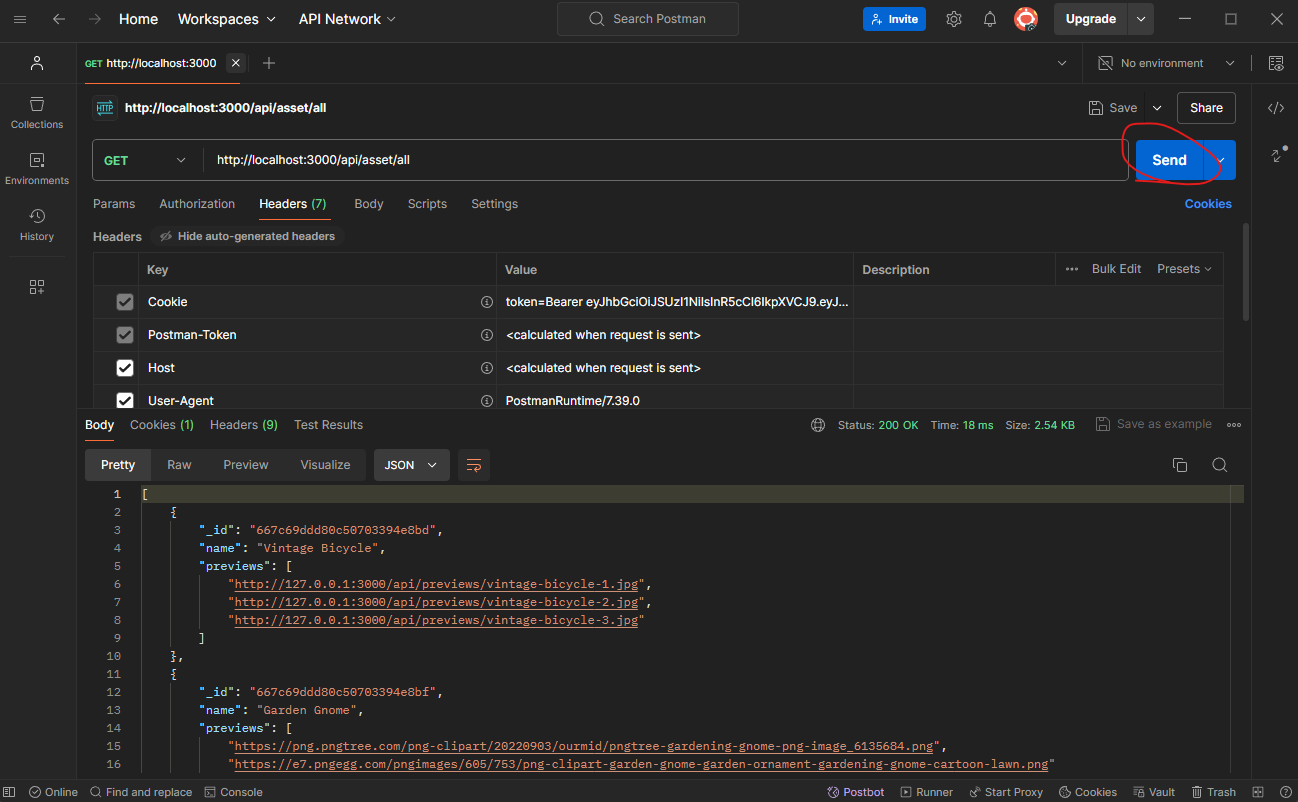 Home Workspaces API Network Search Postman Invite Upgrade
GET http://localhost:3000 No environment
HTTP http://localhost:3000/api/asset/all Save Share
Collections
GET http://localhost:3000/api/asset/all Send
Environments
Params Authorization Headers (7) Body Scripts Settings Cookies
History
Headers Hide auto-generated headers
Key Value Description Bulk Edit Presets
Cookie token=Bearer eyJhbGciOiJSUzI1NiIsInR5cCI6IkpXVCJ9.eyJ...
Postman-Token <calculated when request is sent>
Host <calculated when request is sent>
User-Agent PostmanRuntime/7.39.0
Body Cookies (1) Headers (9) Test Results Status: 200 OK Time: 18 ms Size: 2.54 KB Save as example
Pretty Raw Preview Visualize JSON
1 [
2 {
3 "_id": "667c69ddd80c50703394e8bd",
4 "name": "Vintage Bicycle",
5 "previews": [
6 "http://127.0.0.1:3000/api/previews/vintage-bicycle-1.jpg",
7 "http://127.0.0.1:3000/api/previews/vintage-bicycle-2.jpg",
8 "http://127.0.0.1:3000/api/previews/vintage-bicycle-3.jpg"
9 ]
10 },
11 {
12 "_id": "667c69ddd80c50703394e8bf",
13 "name": "Garden Gnome",
14 "previews": [
15 "https://png.pngtree.com/png-clipart/20220903/ourmid/pngtree-gardening-gnome-png-image_6135684.png",
16 "https://e7.pngegg.com/pngimages/605/753/png-clipart-garden-gnome-garden-ornament-gardening-gnome-cartoon-lawn.png"
Online Find and replace Console Postbot Runner Start Proxy Cookies Vault Trash